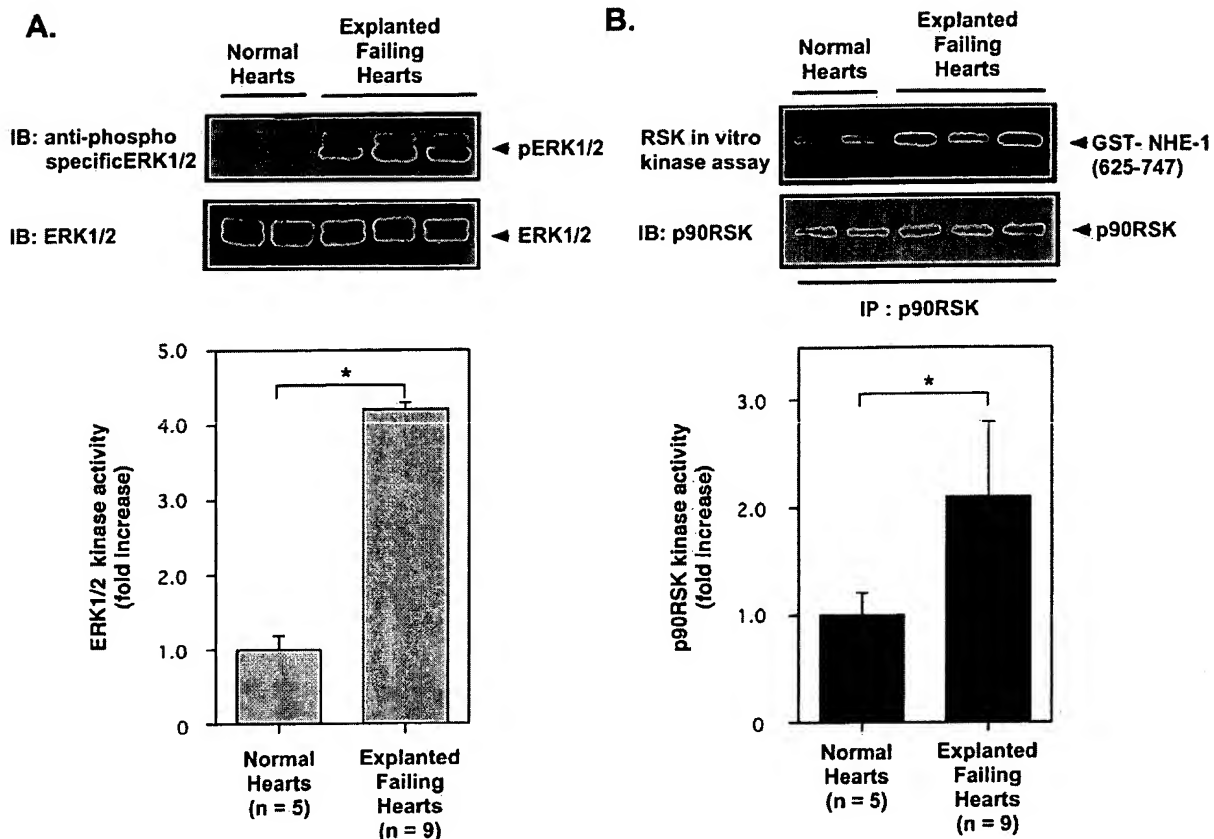 A.
Normal
Hearts
Explanted
Failing
Hearts
IB: anti-phospho
specificERK1/2
pERK1/2
IB: ERK1/2
ERK1/2
5.0
4.0
3.0
4.0
1.0
0
ERK1/2 kinase activity
(fold increase)
*
Normal
Hearts
(n = 5)
Explanted
Failing
Hearts
(n = 9)
B.
Normal
Hearts
Explanted
Failing
Hearts
RSK in vitro
kinase assay
GST- NHE-1
(625-747)
IB: p90RSK
p90RSK
IP : p90RSK
3.0
2.0
1.0
0
p90RSK kinase activity
(fold increase)
*
Normal
Hearts
(n = 5)
Explanted
Failing
Hearts
(n = 9)